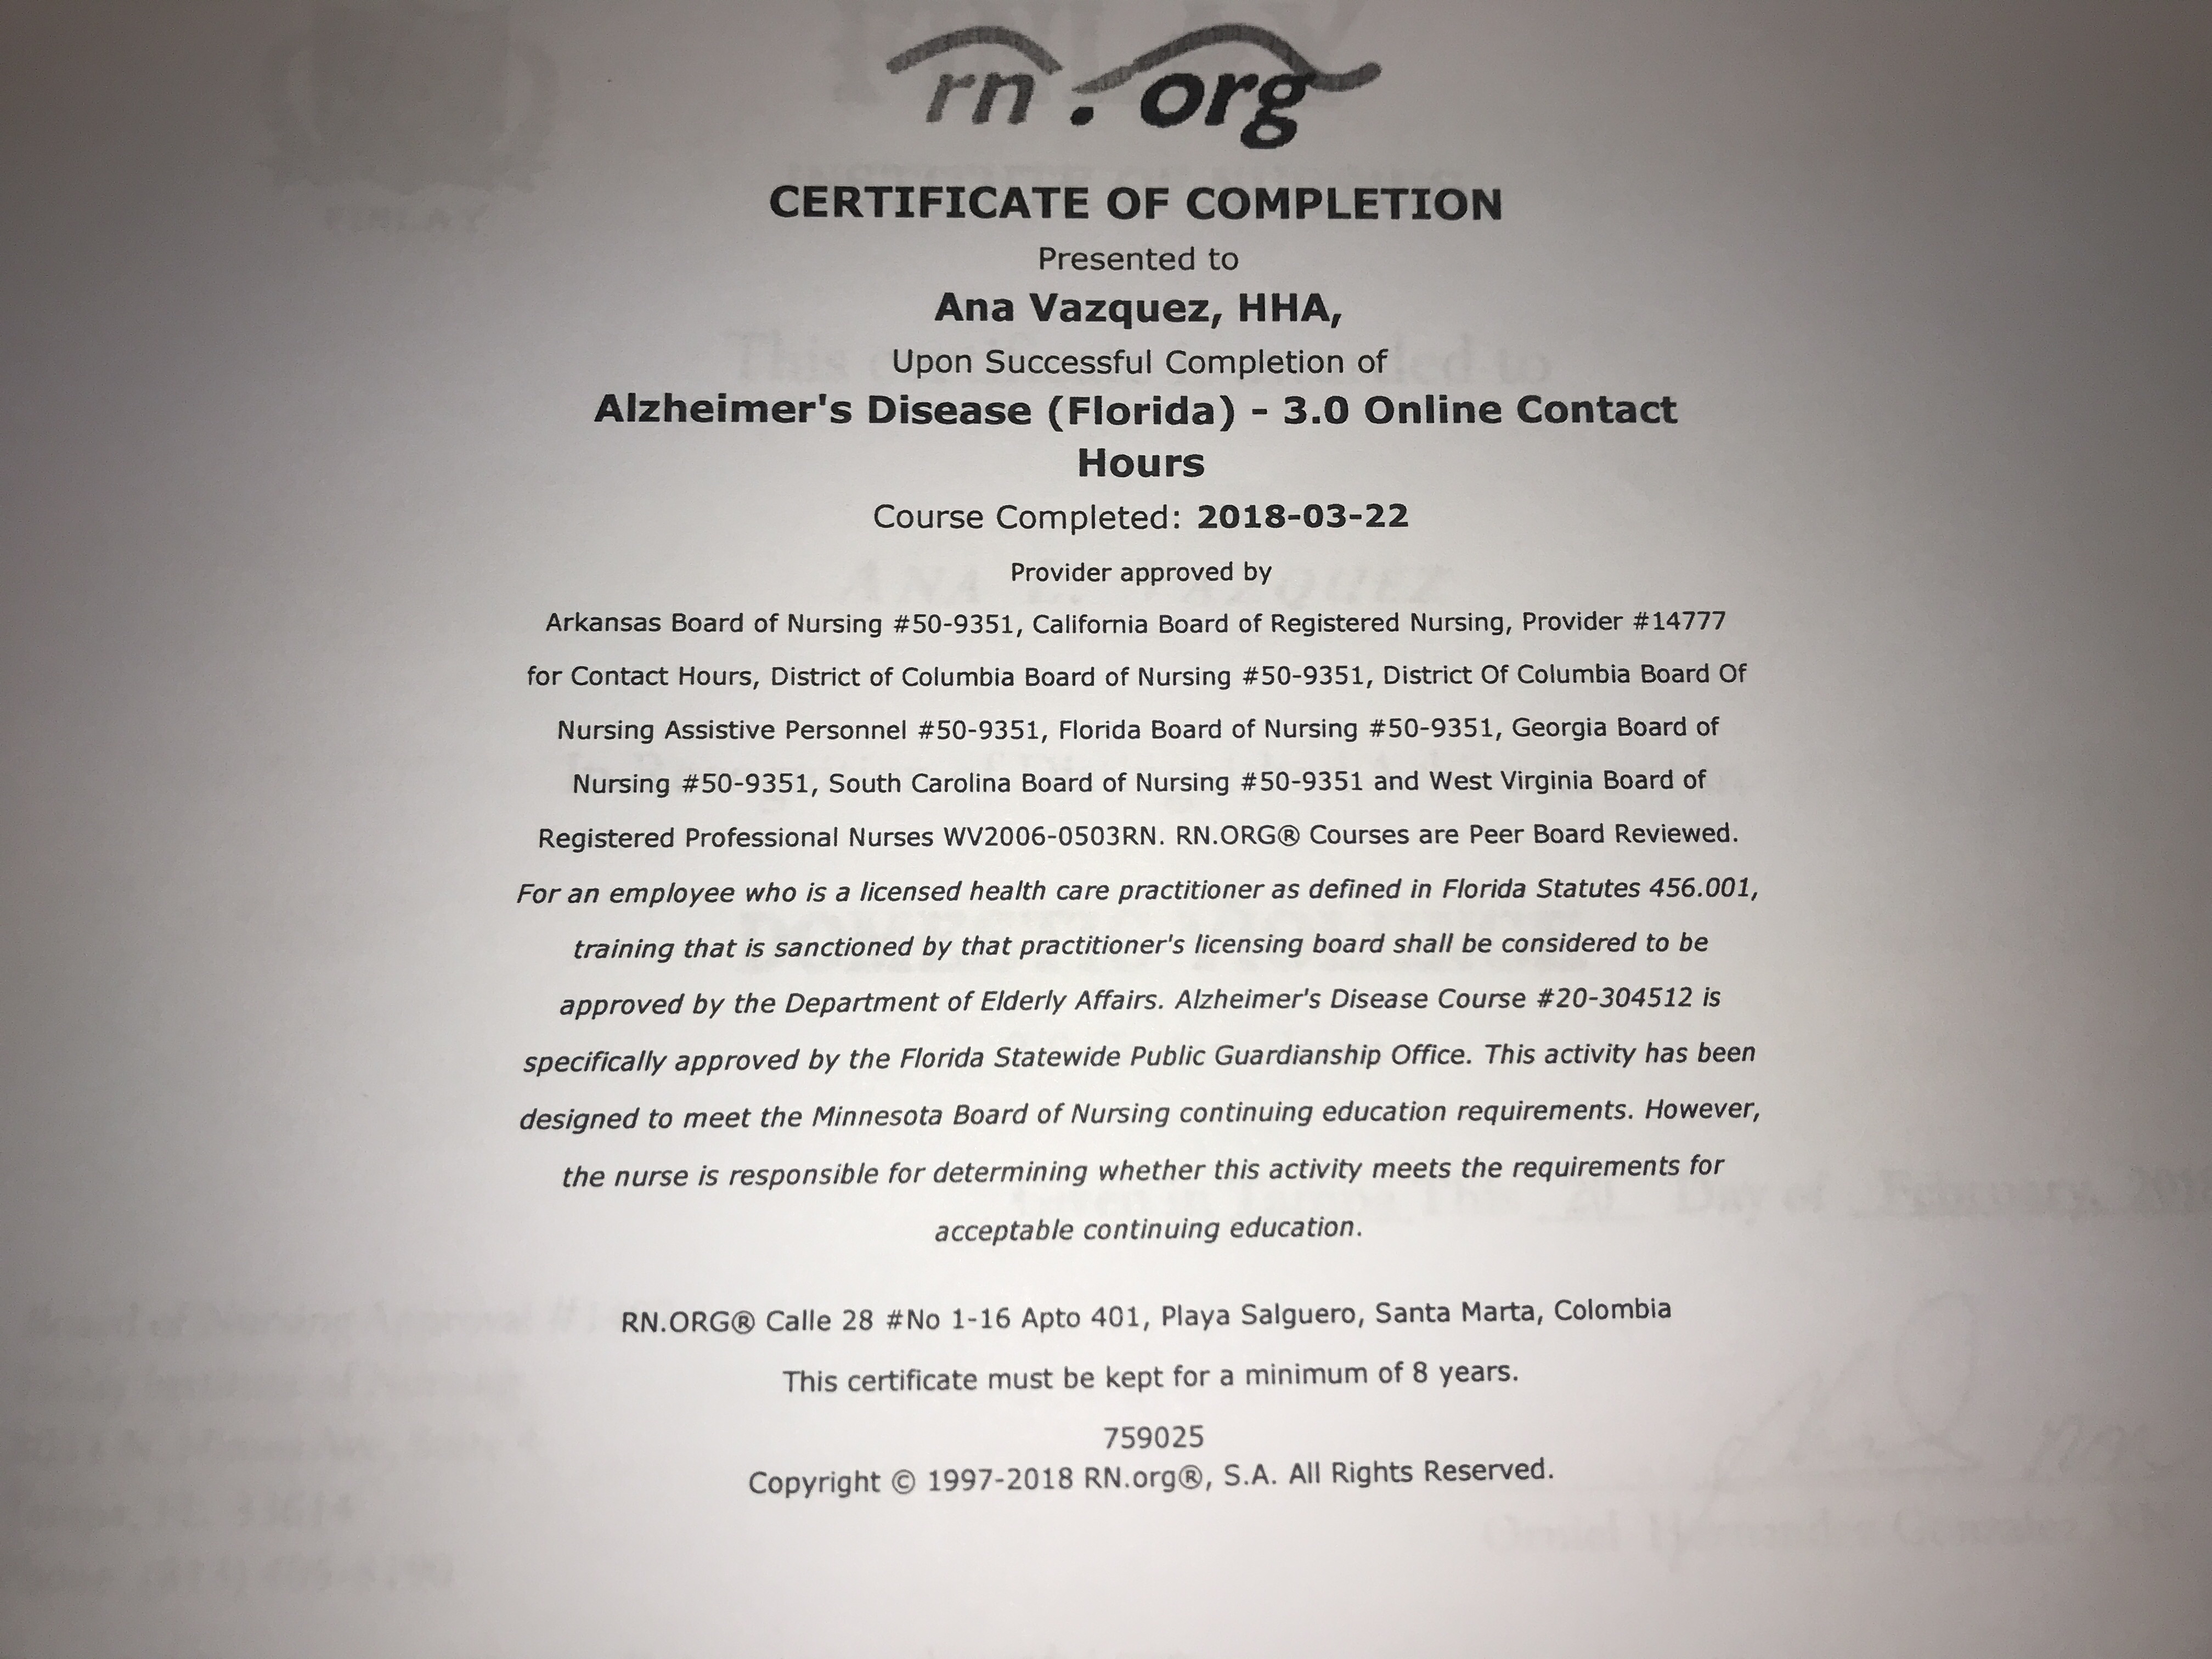 rn.org
CERTIFICATE OF COMPLETION
Presented to
Ana Vazquez, HHA,
Upon Successful Completion of
Alzheimer's Disease (Florida) - 3.0 Online Contact
Hours
Course Completed: 2018-03-22
Provider approved by
Arkansas Board of Nursing #50-9351, California Board of Registered Nursing, Provider #14777
for Contact Hours, District of Columbia Board of Nursing #50-9351, District Of Columbia Board Of
Nursing Assistive Personnel #50-9351, Florida Board of Nursing #50-9351, Georgia Board of
Nursing #50-9351, South Carolina Board of Nursing #50-9351 and West Virginia Board of
Registered Professional Nurses WV2006-0503RN. RN.ORG® Courses are Peer Board Reviewed.
For an employee who is a licensed health care practitioner as defined in Florida Statutes 456.001,
training that is sanctioned by that practitioner's licensing board shall be considered to be
approved by the Department of Elderly Affairs. Alzheimer's Disease Course #20-304512 is
specifically approved by the Florida Statewide Public Guardianship Office. This activity has been
designed to meet the Minnesota Board of Nursing continuing education requirements. However,
the nurse is responsible for determining whether this activity meets the requirements for
acceptable continuing education.
RN.ORG® Calle 28 #No 1-16 Apto 401, Playa Salguero, Santa Marta, Colombia
This certificate must be kept for a minimum of 8 years.
759025
Copyright © 1997-2018 RN.org®, S.A. All Rights Reserved.